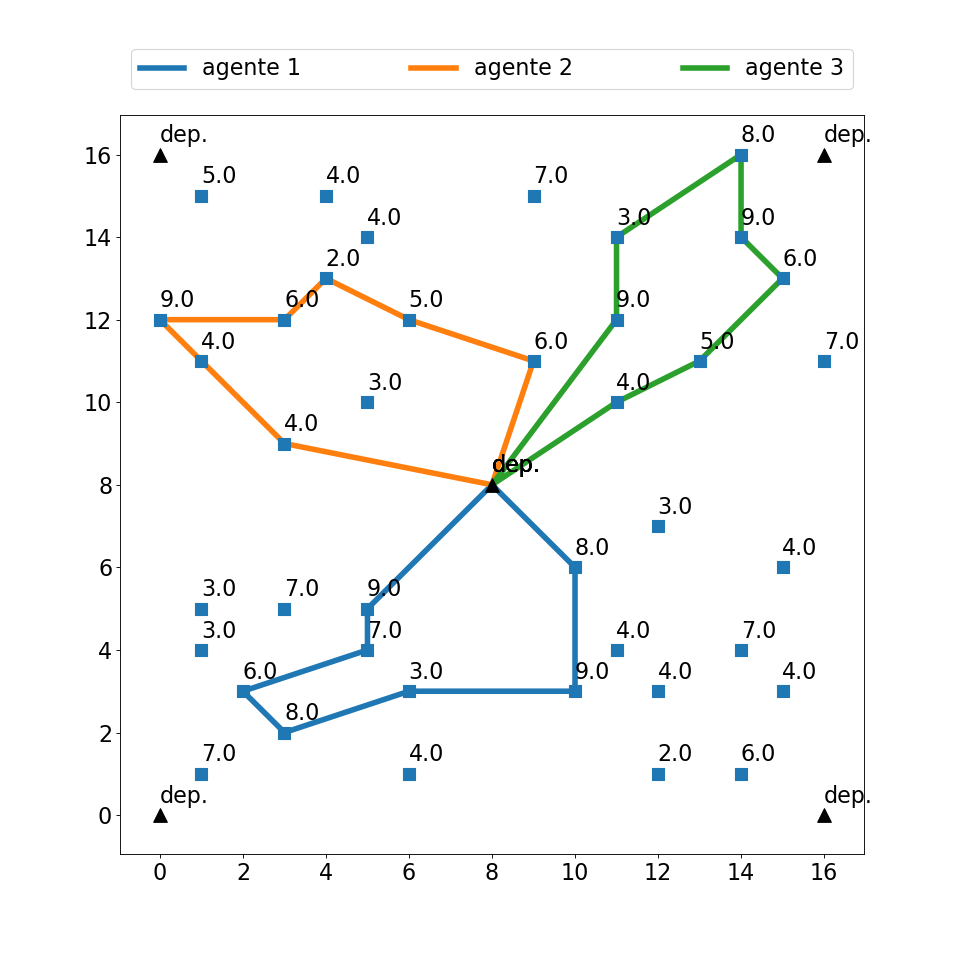 agente 1 agente 2 agente 3
8.0
dep. dep.
16
5.0 4.0 7.0
4.0 3.0 9.0
14
2.0 6.0
9.0 6.0 5.0 9.0
12
4.0 6.0 5.0 7.0
3.0 4.0
10
4.0
dep.
8
3.0
8.0 4.0
6
3.0 7.0 9.0
3.0 7.0 4.0 7.0
4
6.0 9.0 4.0 4.0
8.0 3.0
2
7.0 4.0 2.0 6.0
dep. dep.
0
0 2 4 6 8 10 12 14 16